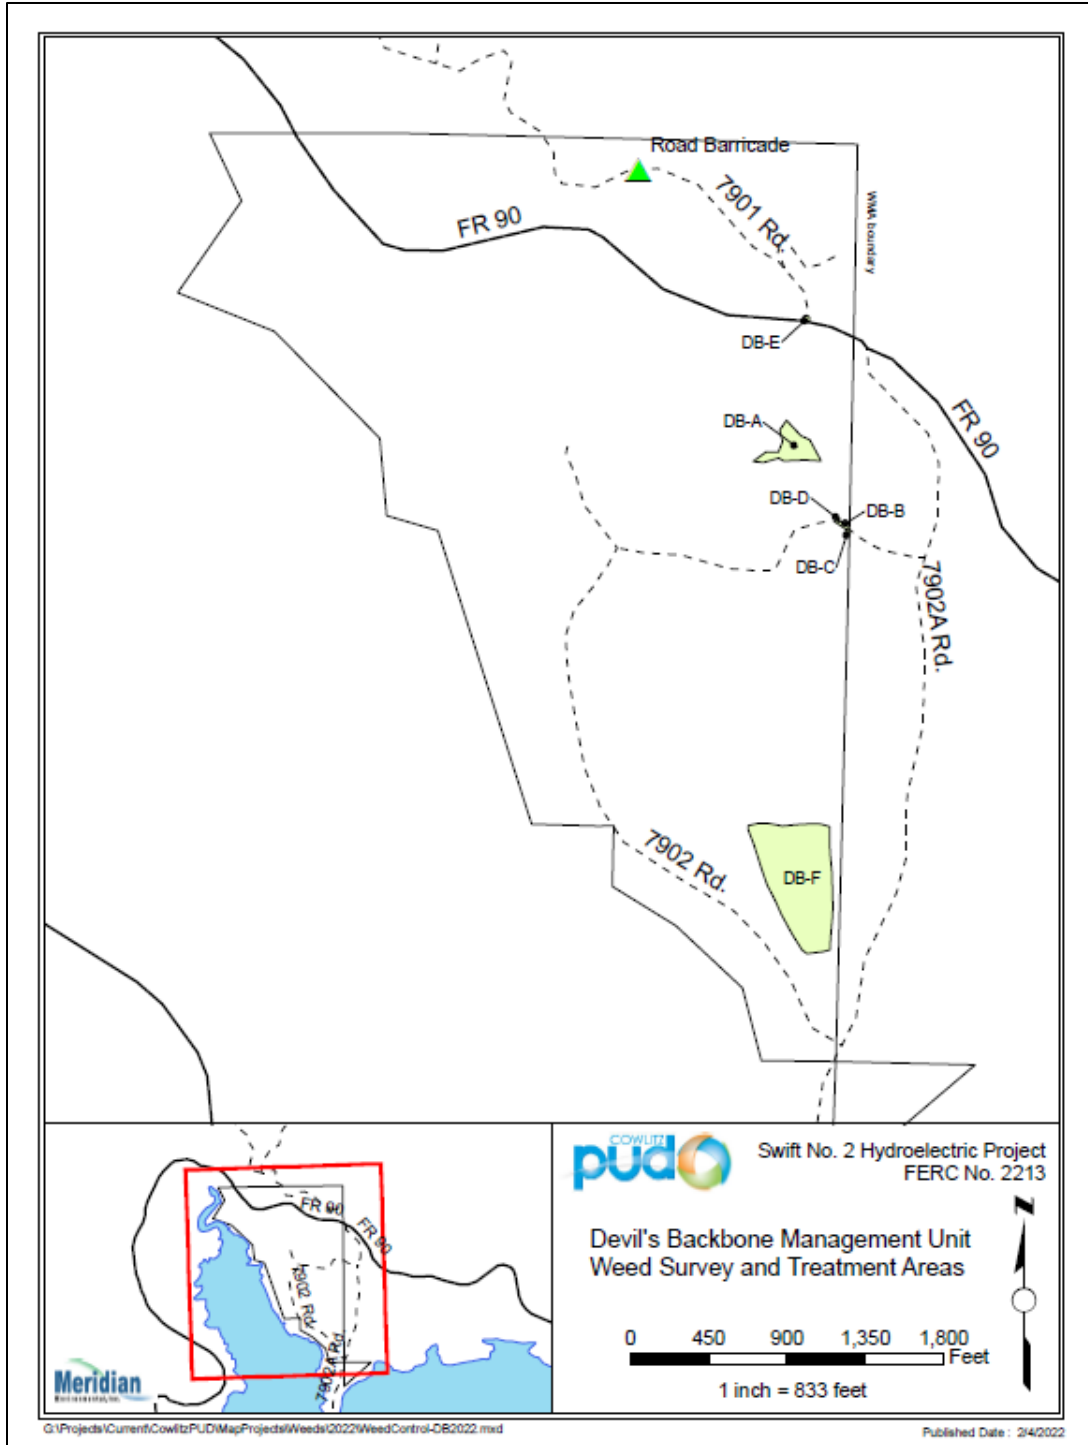 Road Barricade
7901 Rd.
WMA boundary
FR 90
DB-E
FR 90
DB-A
DB-D
DB-B
DB-C
7902A Rd.
7902 Rd.
DB-F
FR 90
FR 90
7902 Rd.
7902A Rd.
Meridian
Environmental, Inc.
COWLITZ
pud
Swift No. 2 Hydroelectric Project
FERC No. 2213
Devil's Backbone Management Unit
Weed Survey and Treatment Areas
N
0 450 900 1,350 1,800
Feet
1 inch = 833 feet
G:\Projects\Current\CowlitzPUD\MapProjects\Weeds\2022\WeedControl-DB2022.mxd
Published Date : 2/4/2022